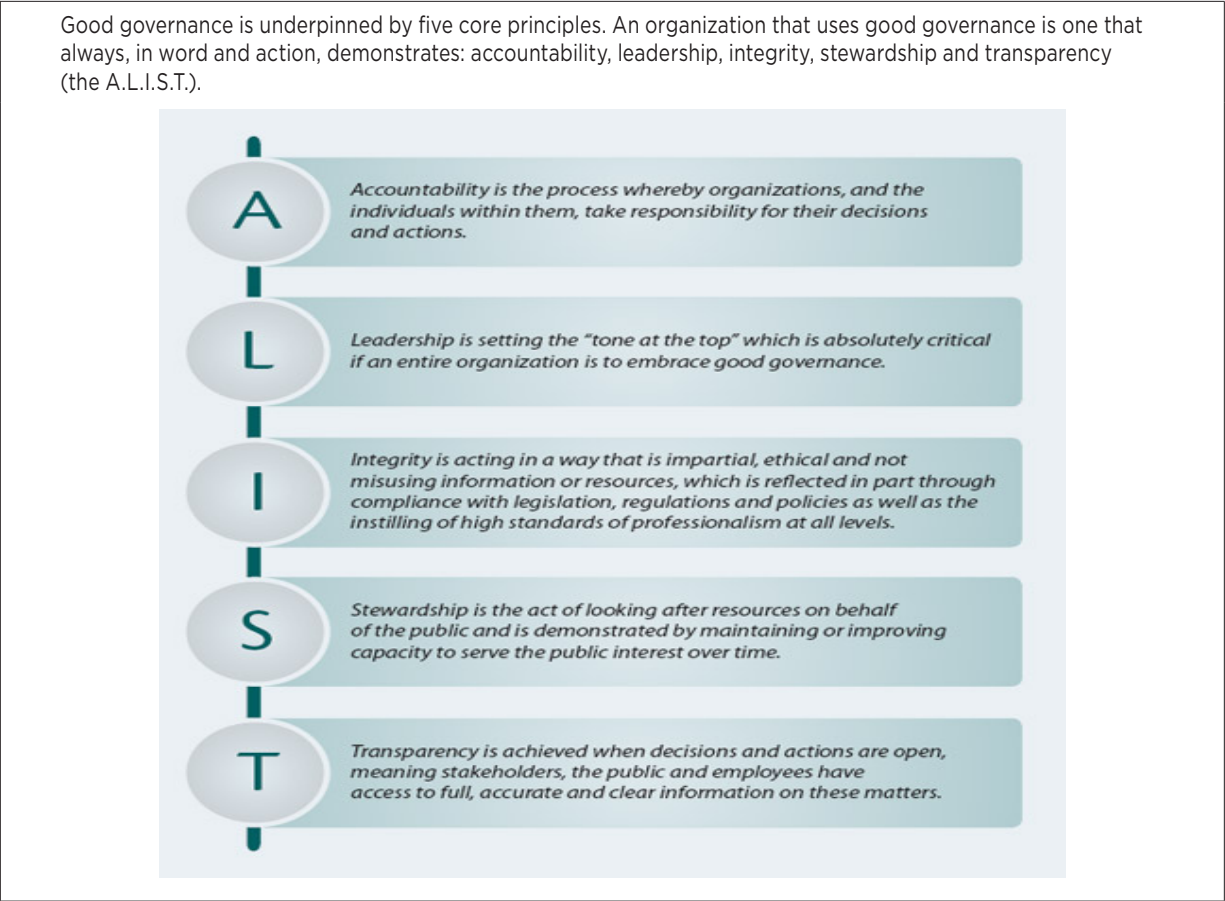 Good governance is underpinned by five core principles. An organization that uses good governance is one that
always, in word and action, demonstrates: accountability, leadership, integrity, stewardship and transparency
(the A.L.I.S.T.).
A
Accountability is the process whereby organizations, and the
individuals within them, take responsibility for their decisions
and actions.
L
Leadership is setting the “tone at the top” which is absolutely critical
if an entire organization is to embrace good governance.
I
Integrity is acting in a way that is impartial, ethical and not
misusing information or resources, which is reflected in part through
compliance with legislation, regulations and policies as well as the
instilling of high standards of professionalism at all levels.
S
Stewardship is the act of looking after resources on behalf
of the public and is demonstrated by maintaining or improving
capacity to serve the public interest over time.
T
Transparency is achieved when decisions and actions are open,
meaning stakeholders, the public and employees have
access to full, accurate and clear information on these matters.